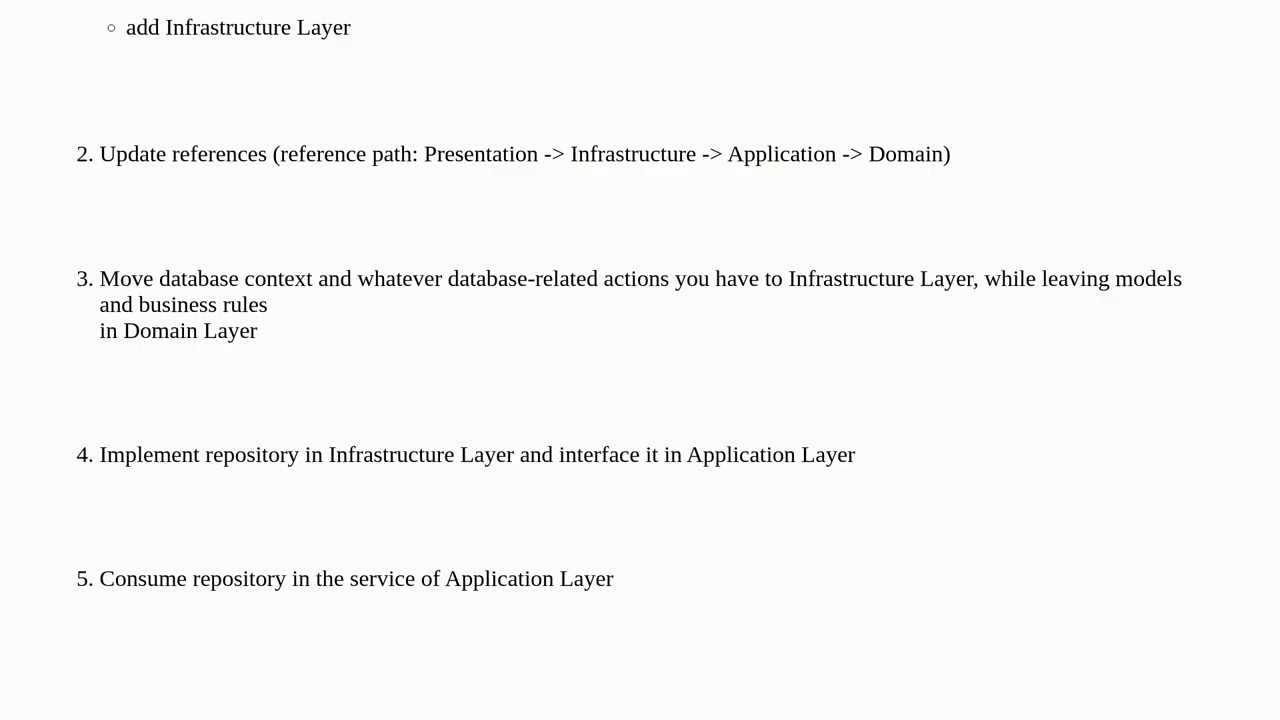 ◦ add Infrastructure Layer
2. Update references (reference path: Presentation -> Infrastructure -> Application -> Domain)
3. Move database context and whatever database-related actions you have to Infrastructure Layer, while leaving models
and business rules
in Domain Layer
4. Implement repository in Infrastructure Layer and interface it in Application Layer
5. Consume repository in the service of Application Layer